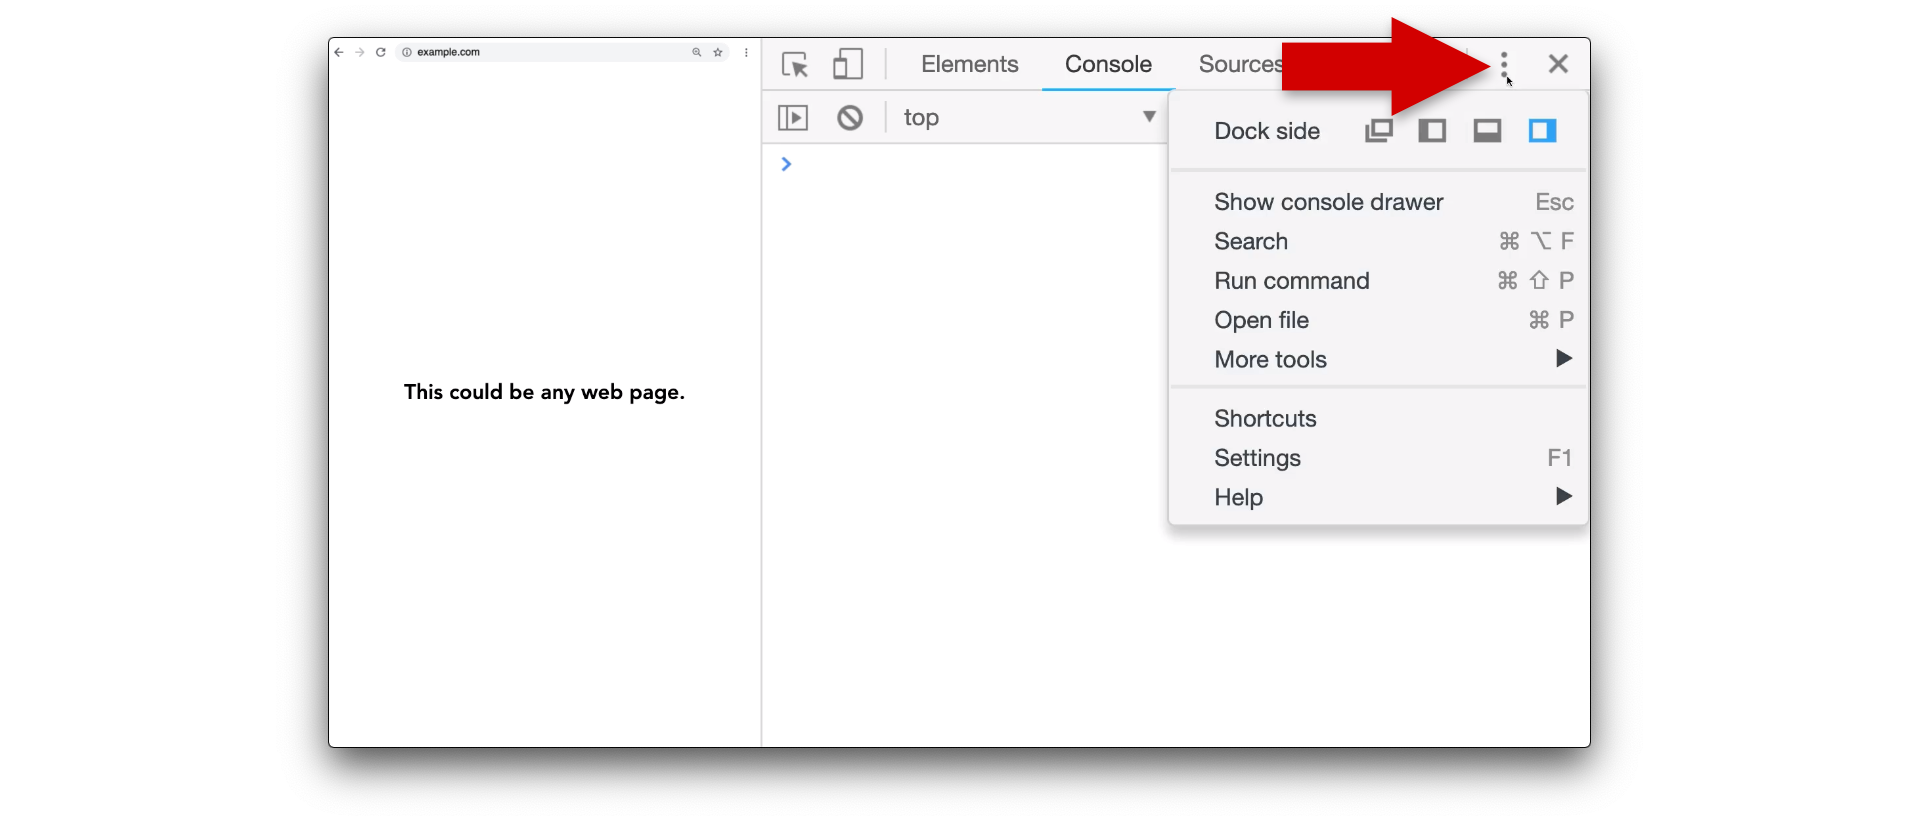 example.com
Elements Console Sources
top
Dock side
Show console drawer Esc
Search ⌘ ⌥ F
Run command ⌘ ⇧ P
Open file ⌘ P
More tools
Shortcuts
Settings F1
Help
This could be any web page.